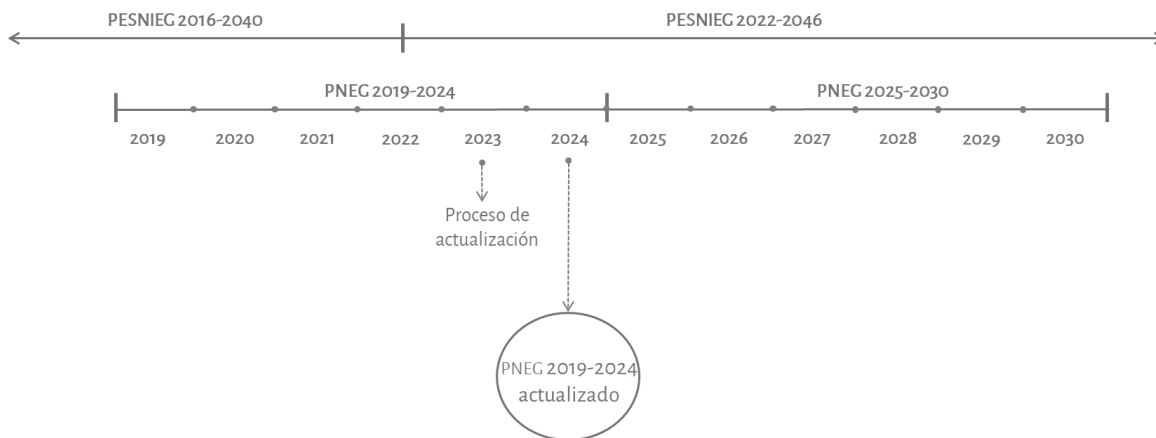 PESNIEG 2016-2040
PESNIEG 2022-2046
PNEG 2019-2024
PNEG 2025-2030
2019
2020
2021
2022
2023
2024
2025
2026
2027
2028
2029
2030
Proceso de
actualización
PNEG 2019-2024
actualizado